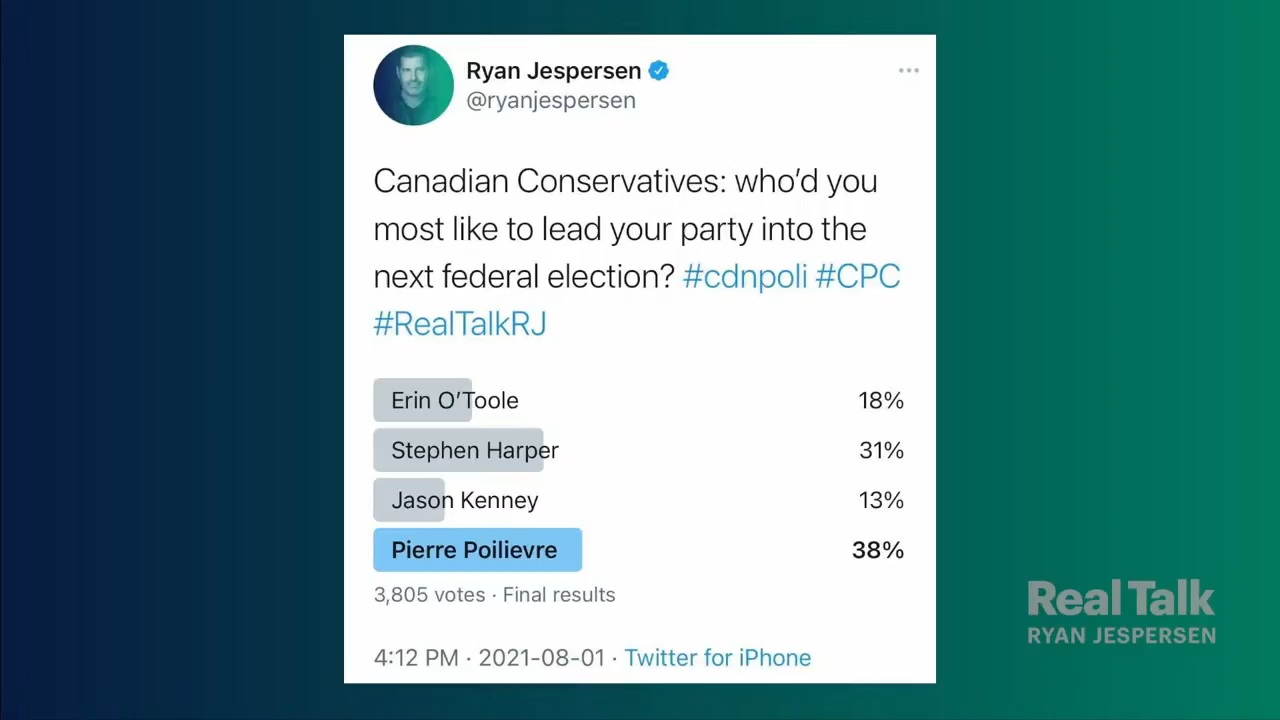 Ryan Jespersen
@ryanjespersen
Canadian Conservatives: who'd you
most like to lead your party into the
next federal election? #cdnpoli #CPC
#RealTalkRJ
Erin O'Toole 18%
Stephen Harper 31%
Jason Kenney 13%
Pierre Poilievre 38%
3,805 votes · Final results
4:12 PM · 2021-08-01 · Twitter for iPhone
Real Talk
RYAN JESPERSEN